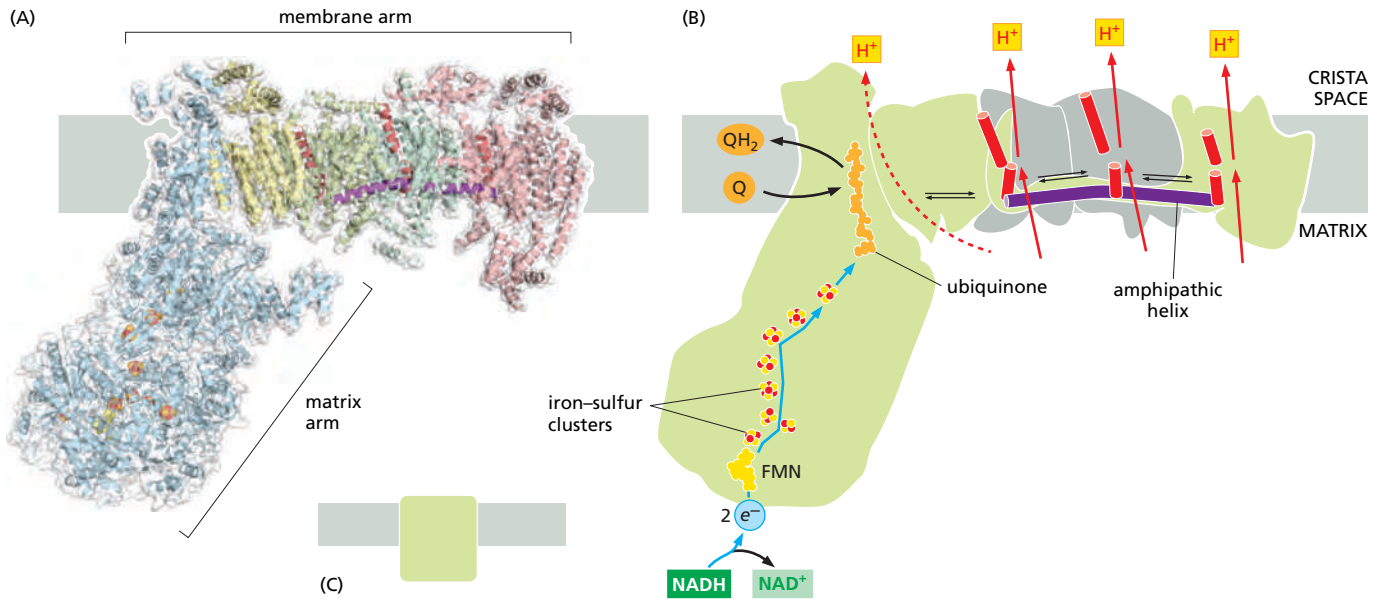 (A)
membrane arm
matrix
arm
(C)
(B)
H+
H+
H+
H+
CRISTA
SPACE
QH2
Q
MATRIX
ubiquinone
amphipathic
helix
iron–sulfur
clusters
FMN
2 e–
NADH
NAD+